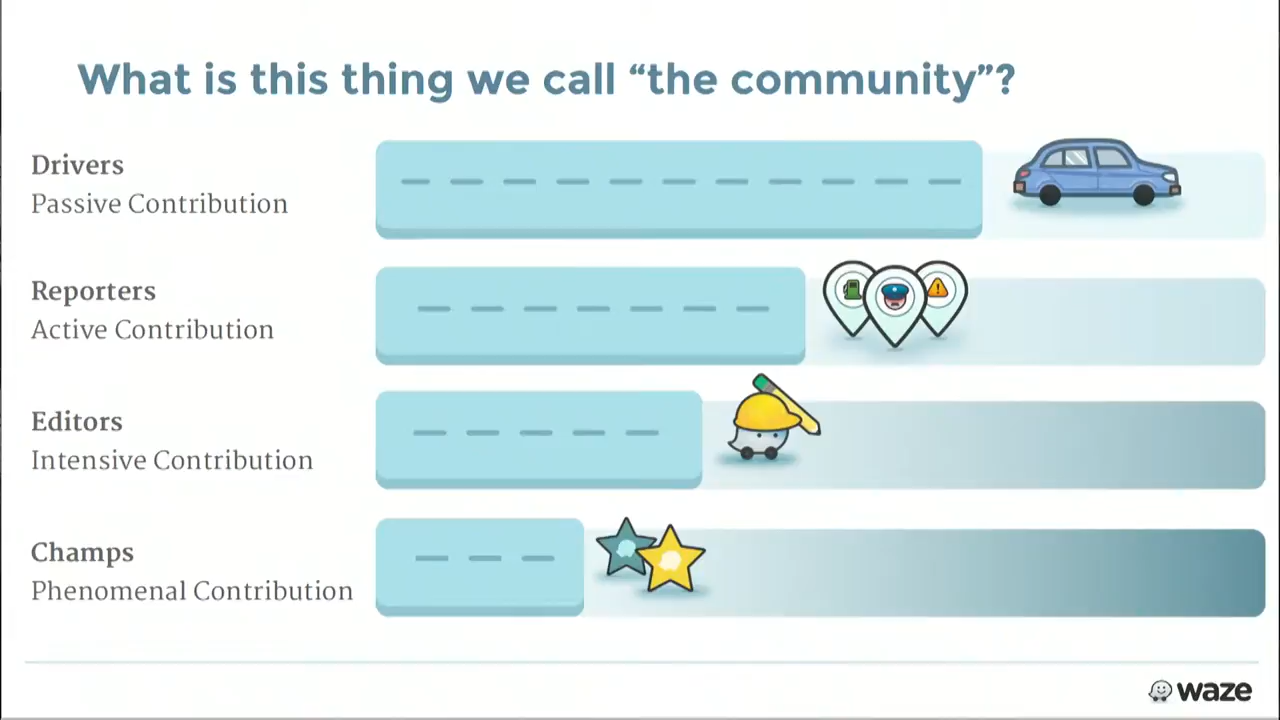 What is this thing we call “the community”?
Drivers
Passive Contribution
Reporters
Active Contribution
Editors
Intensive Contribution
Champs
Phenomenal Contribution
waze